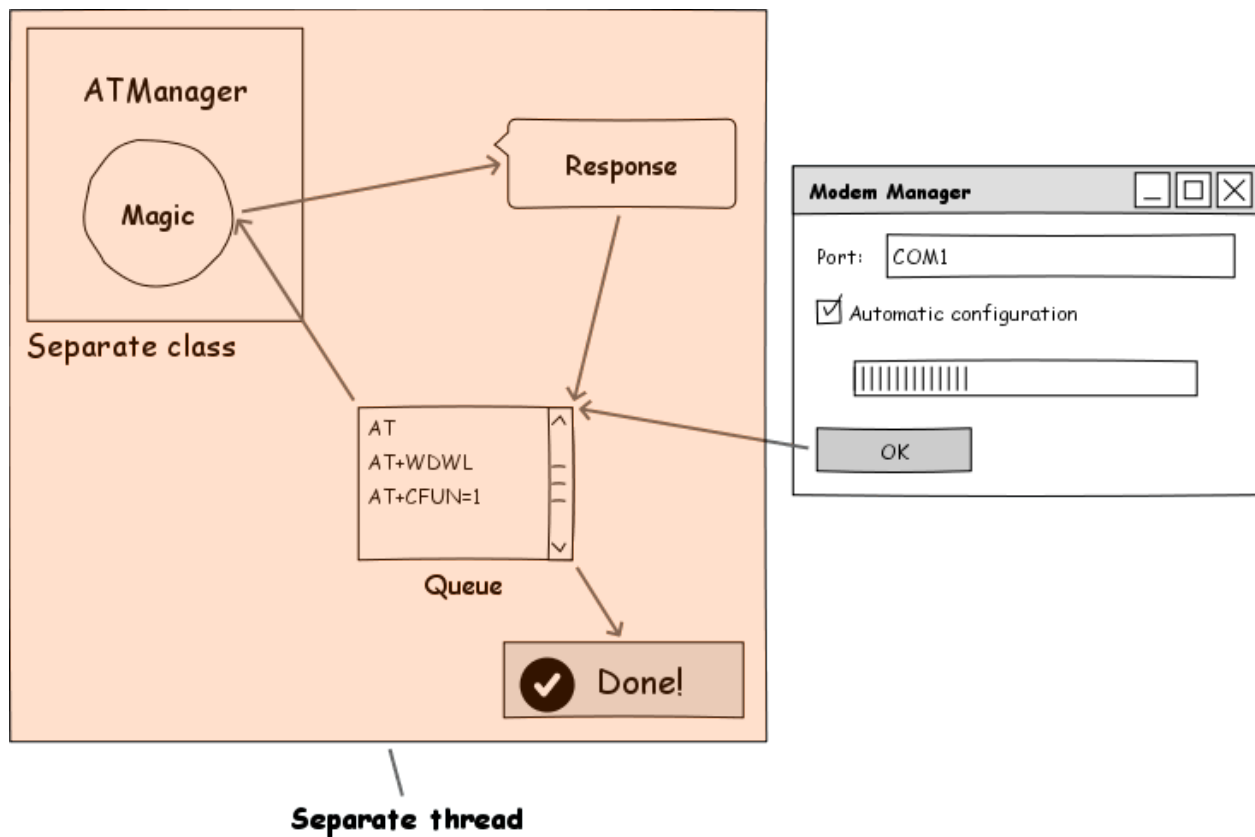 ATManager
Magic
Separate class
Response
AT
AT+WDWL
AT+CFUN=1
Queue
Done!
Separate thread
Modem Manager
Port: COM1
Automatic configuration
OK